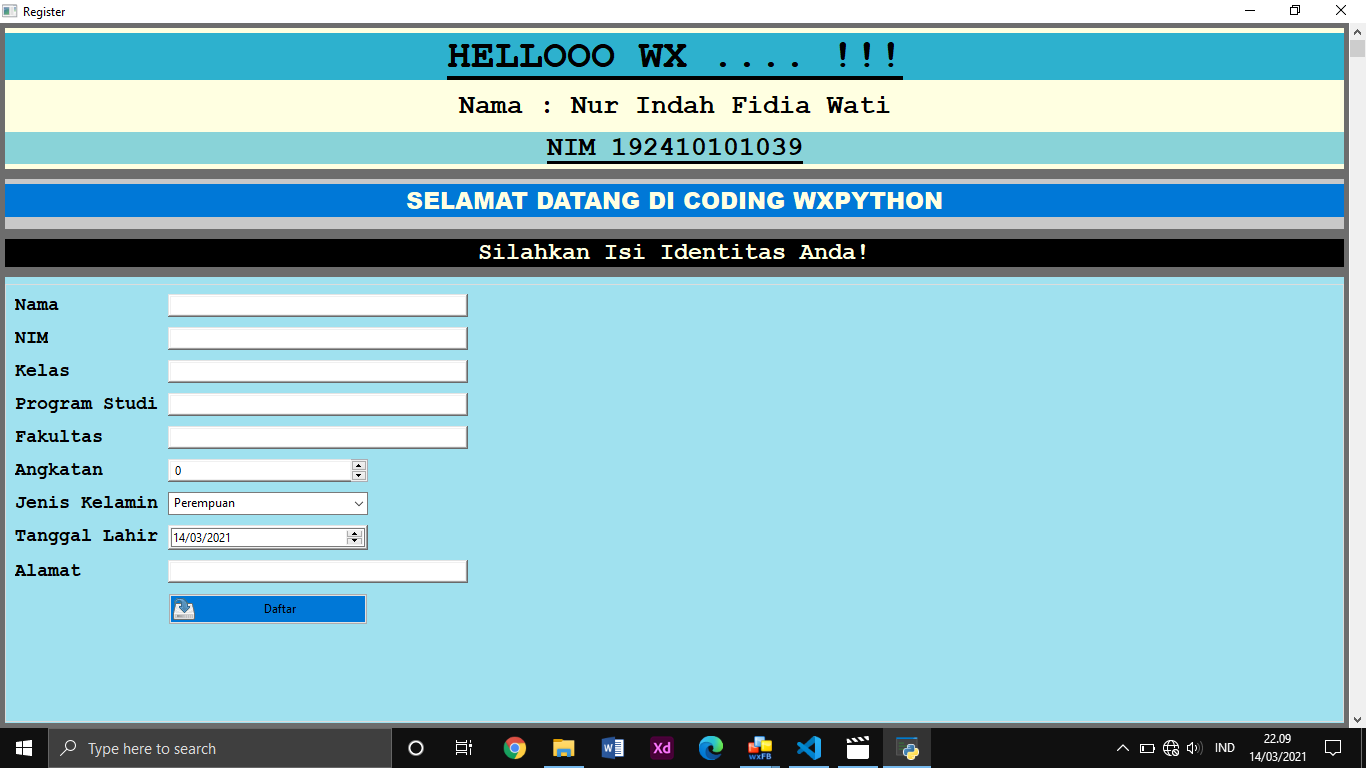 Register
HELLOOO WX .... !!!
Nama : Nur Indah Fidia Wati
NIM 192410101039
SELAMAT DATANG DI CODING WXPYTHON
Silahkan Isi Identitas Anda!
Nama
NIM
Kelas
Program Studi
Fakultas
Angkatan 0
Jenis Kelamin Perempuan
Tanggal Lahir 14/03/2021
Alamat
Daftar
Type here to search
Xd
wxFB
IND
22.09
14/03/2021